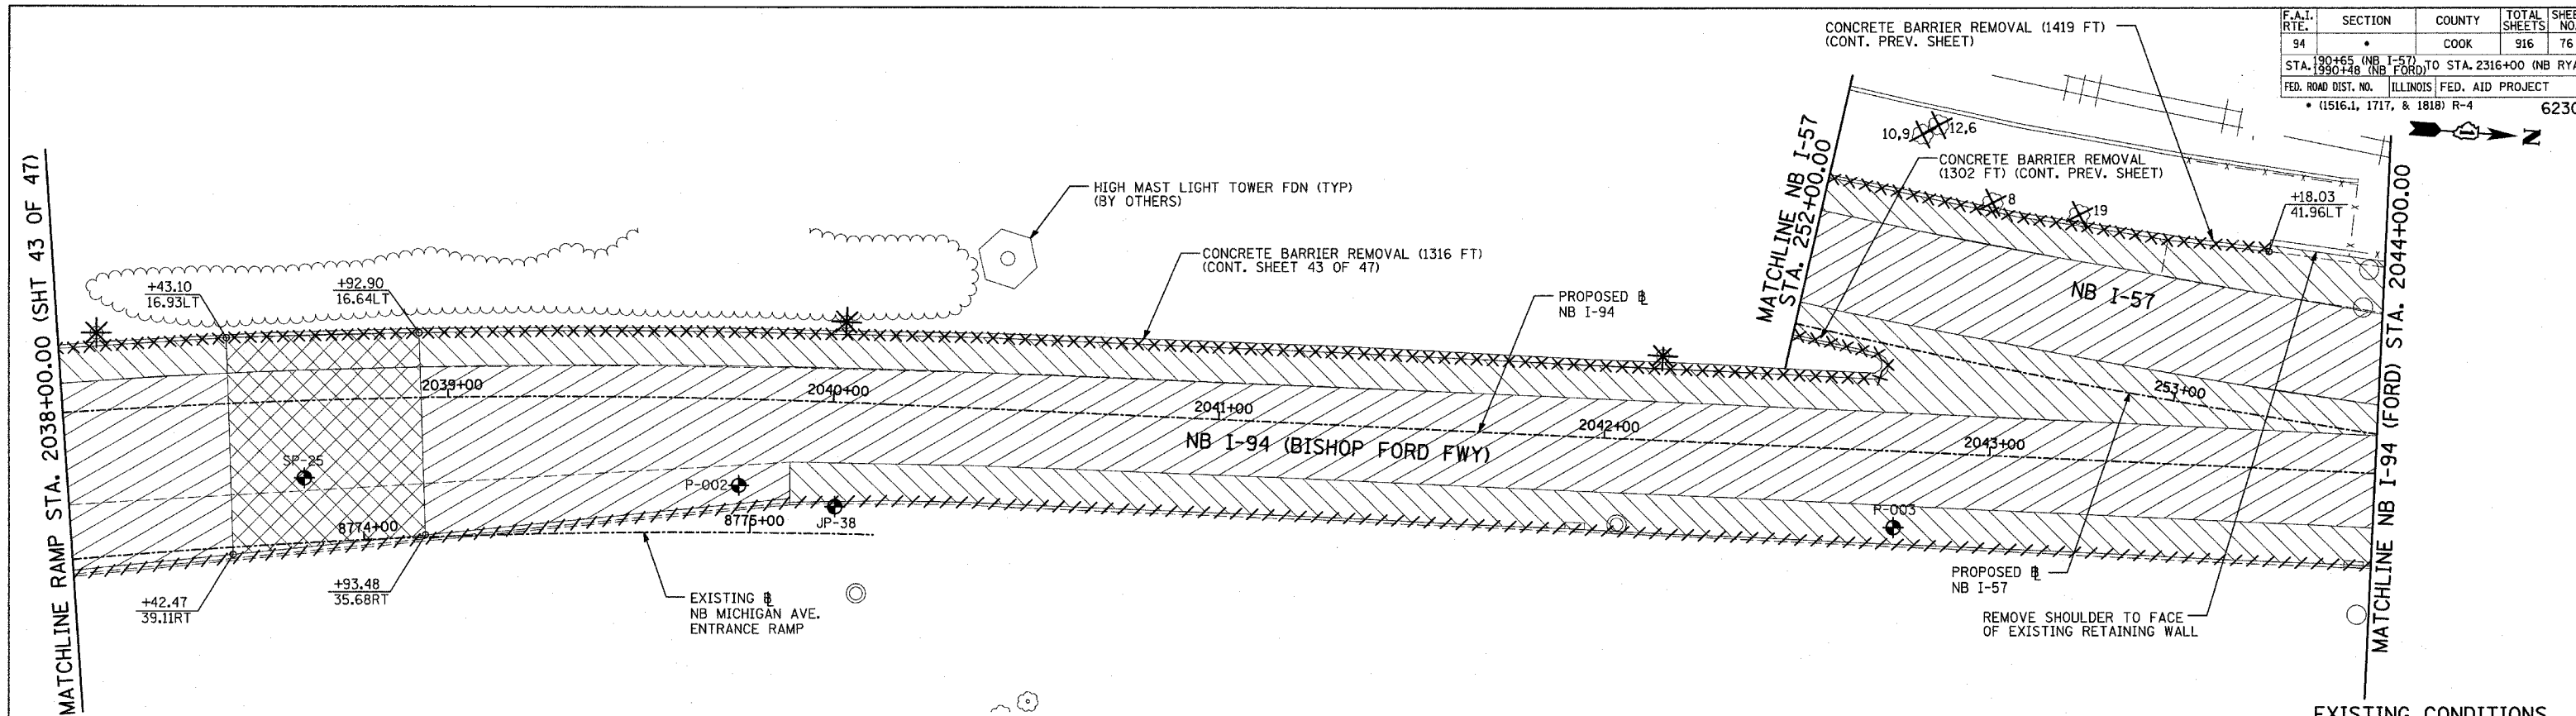 F.A.I.
RTE.
SECTION
COUNTY
TOTAL
SHEETS
94
•
COOK
916
76
STA. 190+65 (NB I-57)
1990+48 (NB FORD)
TO STA. 2316+00 (NB
FED. ROAD DIST. NO.
ILLINOIS
FED. AID PROJECT
• (1516.1, 1717, & 1818) R-4
N
CONCRETE BARRIER REMOVAL (1419 FT)
(CONT. PREV. SHEET)
10,9
12,6
CONCRETE BARRIER REMOVAL
(1302 FT) (CONT. PREV. SHEET)
8
19
+18.03
41.96LT
MATCHLINE NB I-57
STA. 252+00.00
NB I-57
253+00
MATCHLINE NB I-94 (FORD) STA. 2044+00.00
MATCHLINE RAMP STA. 2038+00.00 (SHT 43 OF 47)
HIGH MAST LIGHT TOWER FDN (TYP)
(BY OTHERS)
CONCRETE BARRIER REMOVAL (1316 FT)
(CONT. SHEET 43 OF 47)
PROPOSED ℄
NB I-94
+43.10
16.93LT
+92.90
16.64LT
2039+00
2040+00
2041+00
2042+00
2043+00
NB I-94 (BISHOP FORD FWY)
SP-25
P-002
JP-38
P-003
8774+00
8775+00
+42.47
39.11RT
+93.48
35.68RT
EXISTING ℄
NB MICHIGAN AVE.
ENTRANCE RAMP
PROPOSED ℄
NB I-57
REMOVE SHOULDER TO FACE
OF EXISTING RETAINING WALL
EXISTING CONDITIONS